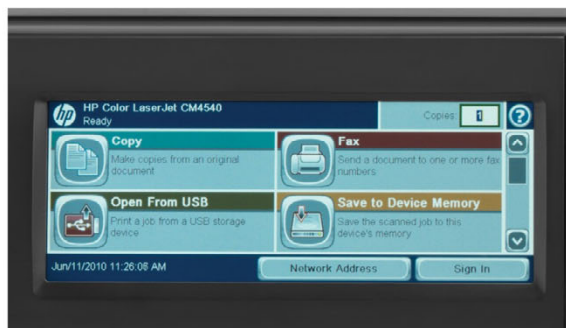 hp
HP Color LaserJet CM4540
Ready
Copies:
1
?
Copy
Make copies from an original
document
Fax
Send a document to one or more fax
numbers
Open From USB
Print a job from a USB storage
device
Save to Device Memory
Save the scanned job to this
device's memory
Jun/11/2010 11:26:08 AM
Network Address
Sign In